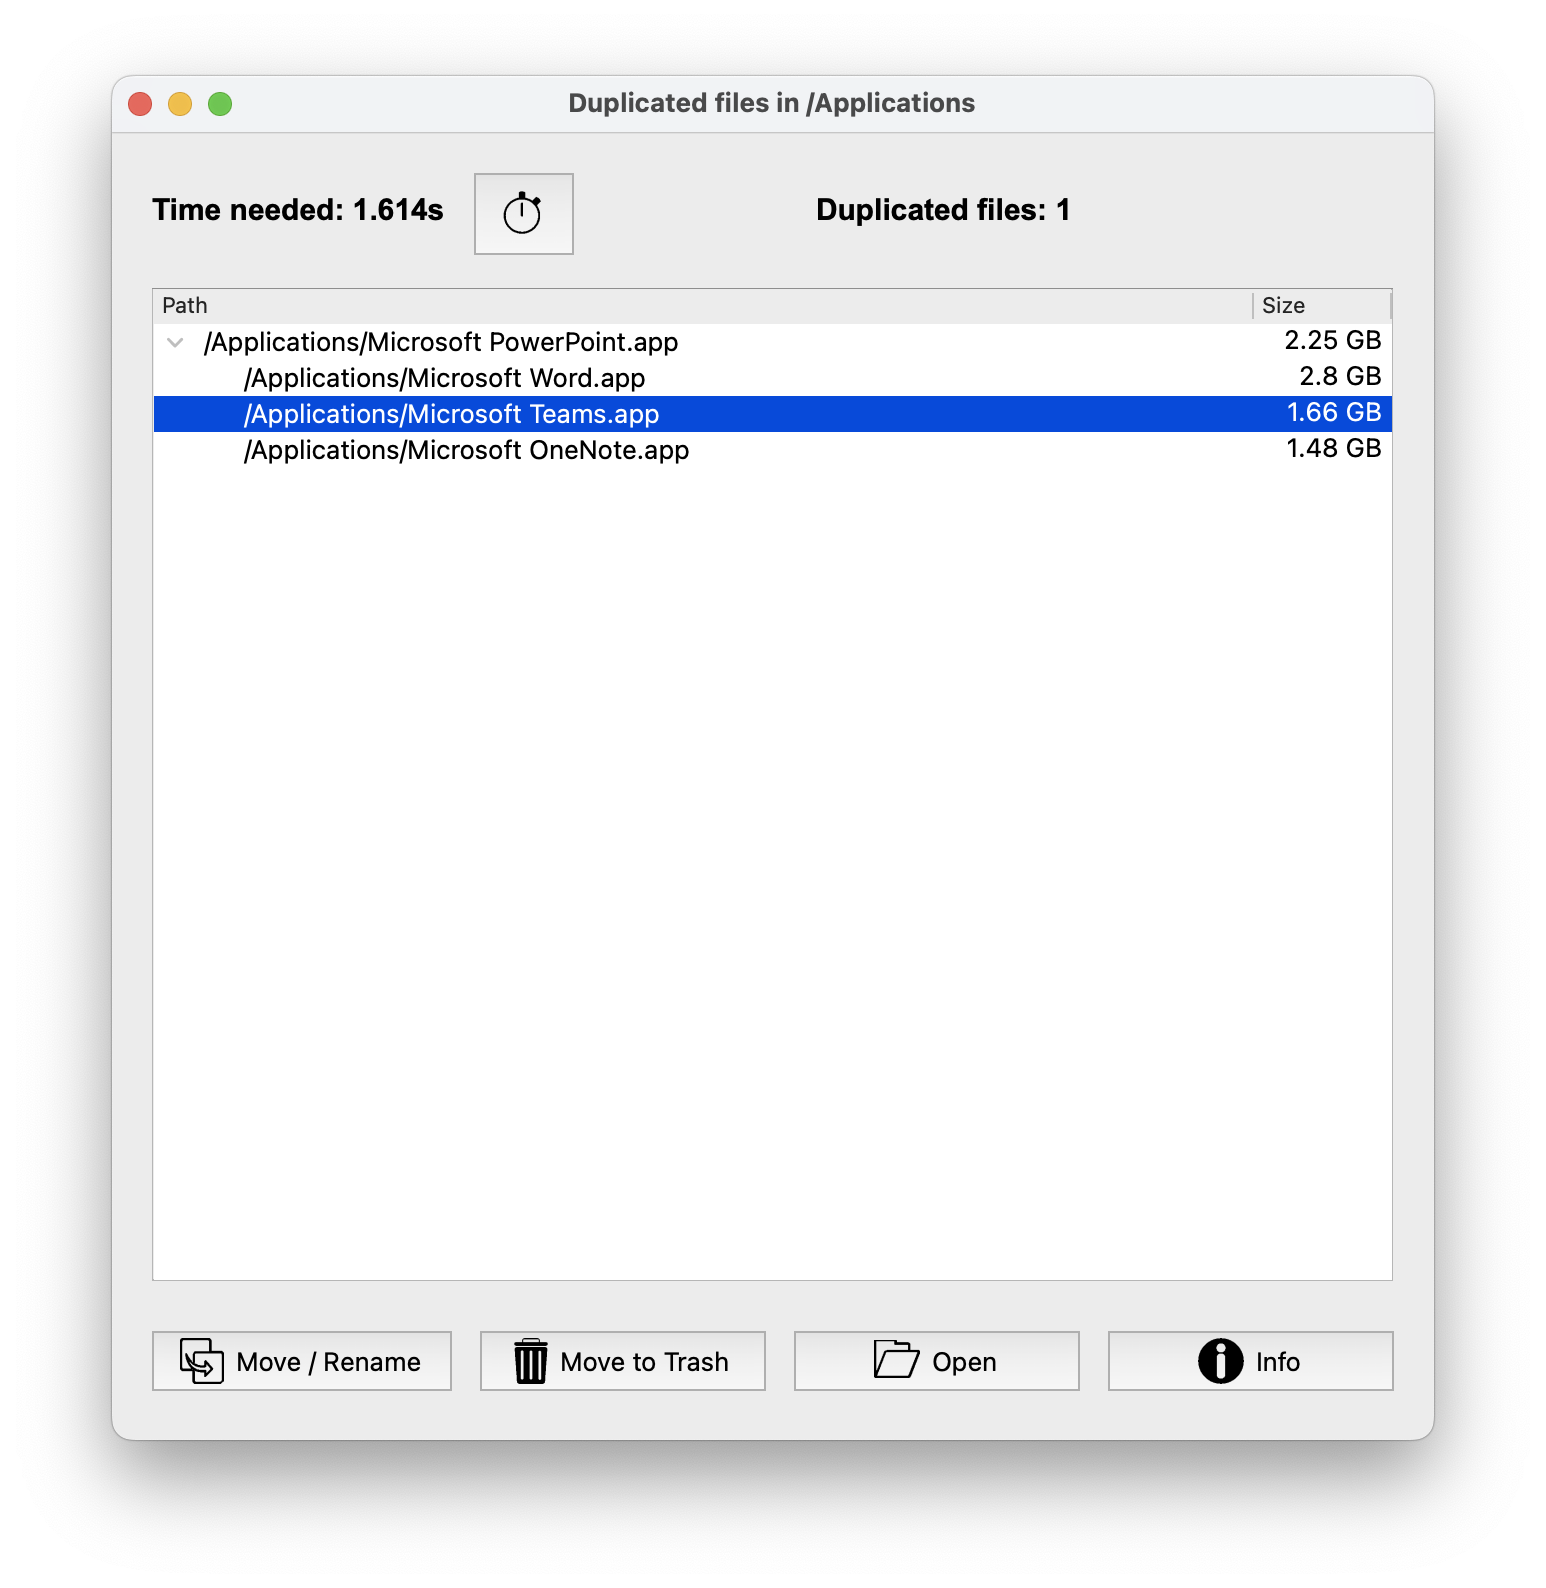 Duplicated files in /Applications
Time needed: 1.614s
Duplicated files: 1
Path Size
/Applications/Microsoft PowerPoint.app 2.25 GB
/Applications/Microsoft Word.app 2.8 GB
/Applications/Microsoft Teams.app 1.66 GB
/Applications/Microsoft OneNote.app 1.48 GB
Move / Rename Move to Trash Open Info